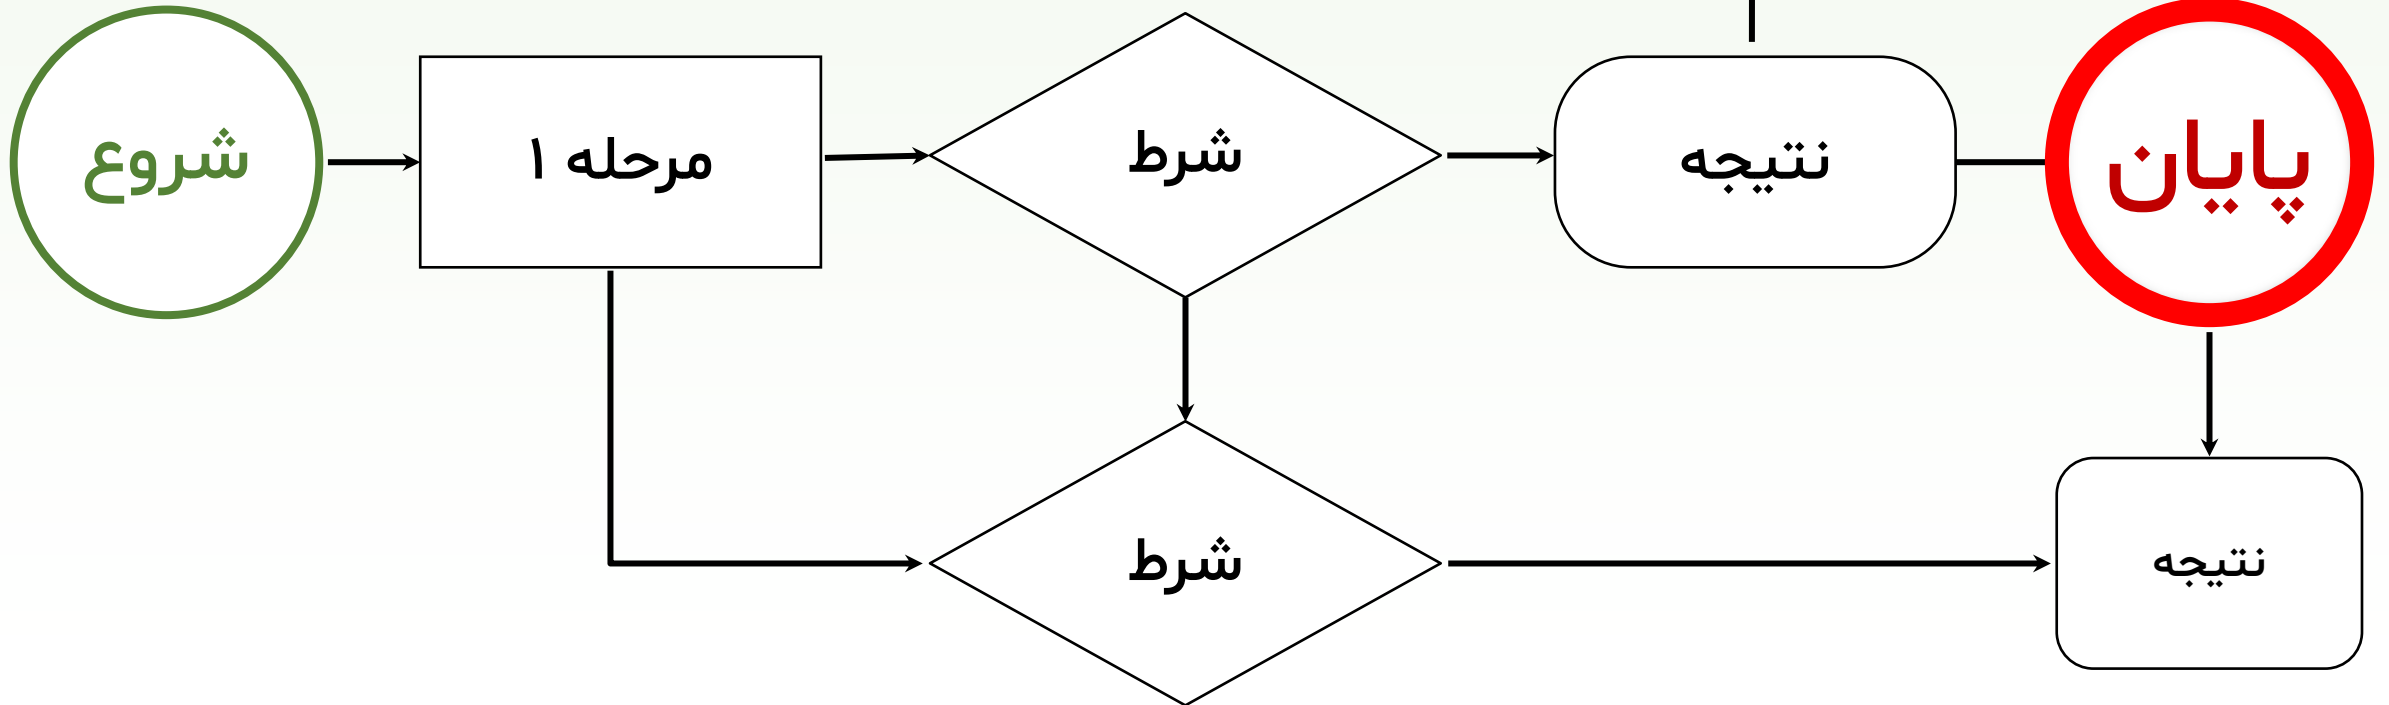 شروع
مرحله ۱
شرط
نتیجه
پایان
شرط
نتیجه